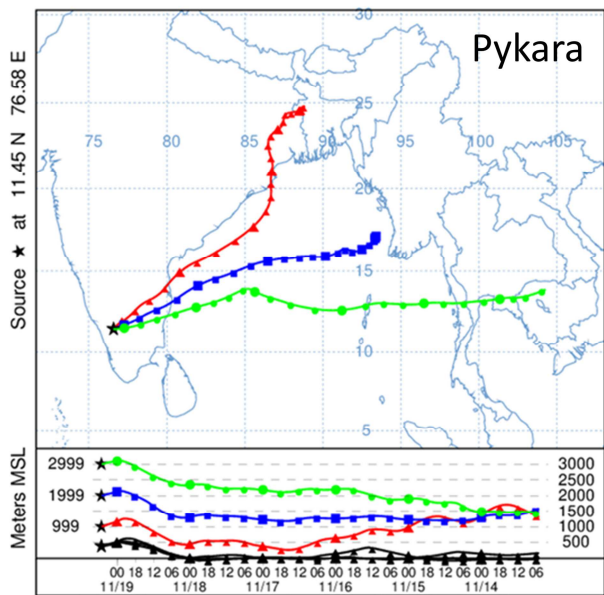 Pykara
Source ★ at 11.45 N 76.58 E
30
25
75 80 85 90 95 100 105
20
15
10
5
Meters MSL
2999 3000
2500
1999 2000
1500
999 1000
500
00 18 12 06 00 18 12 06 00 18 12 06 00 18 12 06 00 18 12 06 00 18 12 06
11/19 11/18 11/17 11/16 11/15 11/14